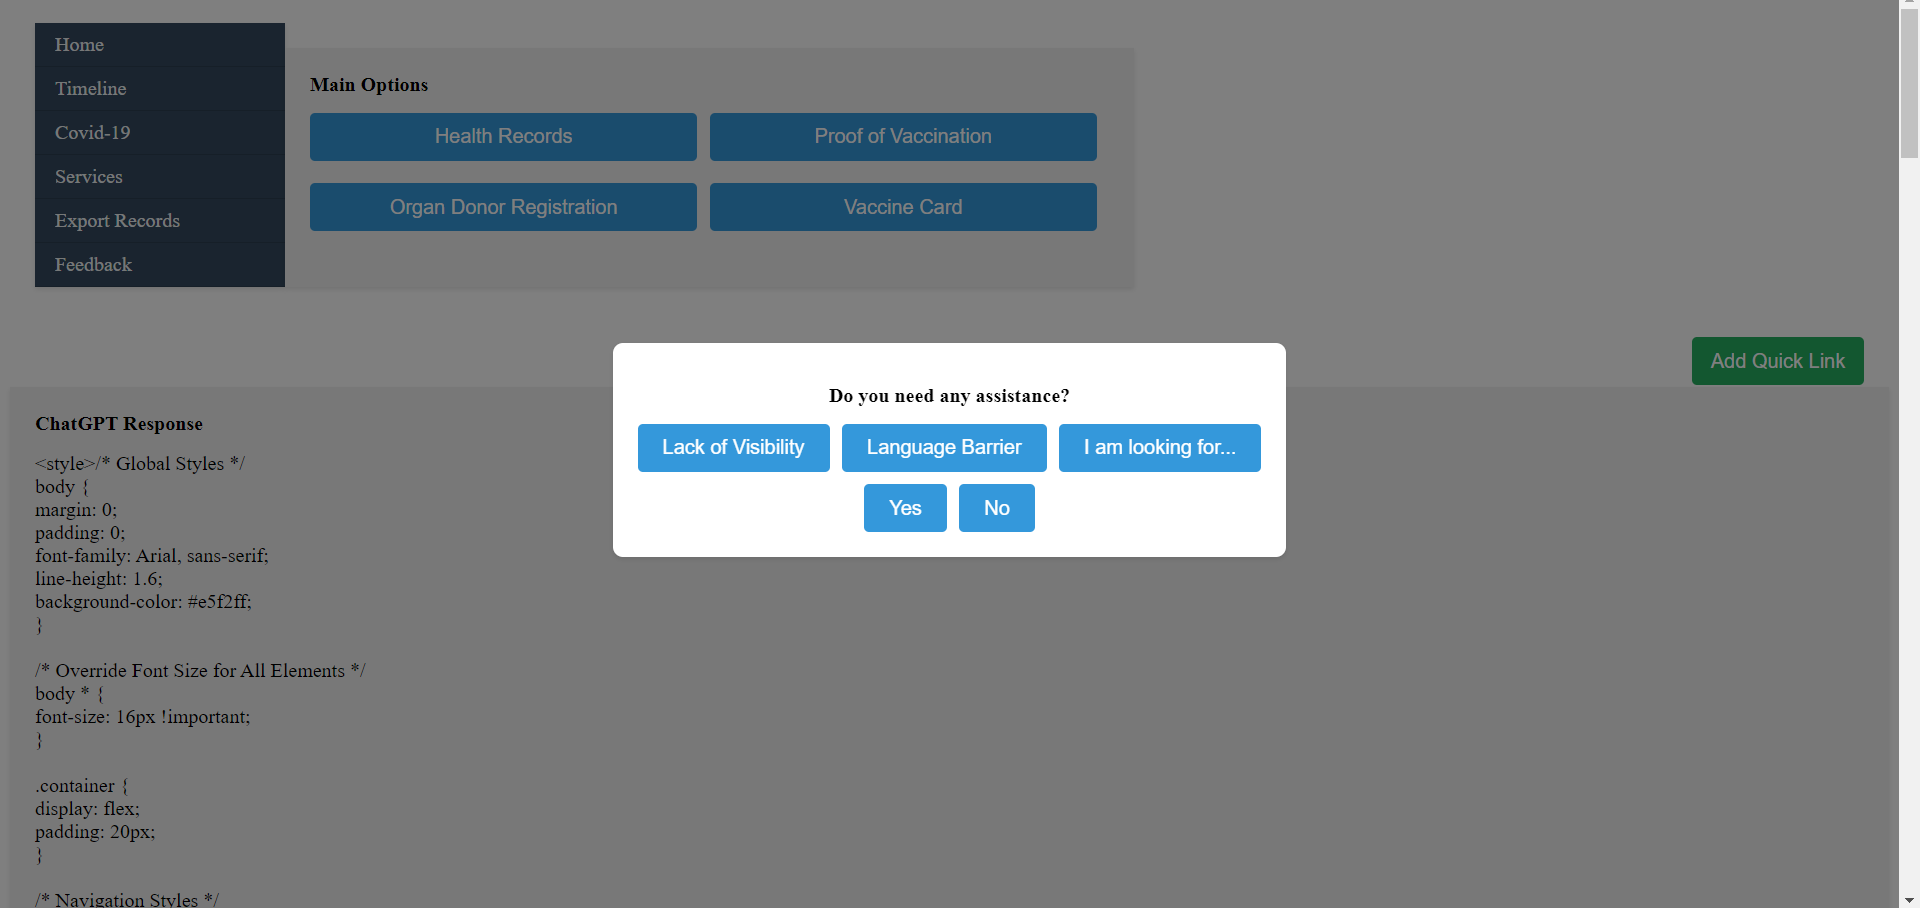 Home
Timeline
Covid-19
Services
Export Records
Feedback
Main Options
Health Records
Proof of Vaccination
Organ Donor Registration
Vaccine Card
Add Quick Link
Do you need any assistance?
Lack of Visibility
Language Barrier
I am looking for...
Yes
No
ChatGPT Response
<style>/* Global Styles */
body {
margin: 0;
padding: 0;
font-family: Arial, sans-serif;
line-height: 1.6;
background-color: #e5f2ff;
}
/* Override Font Size for All Elements */
body * {
font-size: 16px !important;
}
.container {
display: flex;
padding: 20px;
}
/* Navigation Styles */